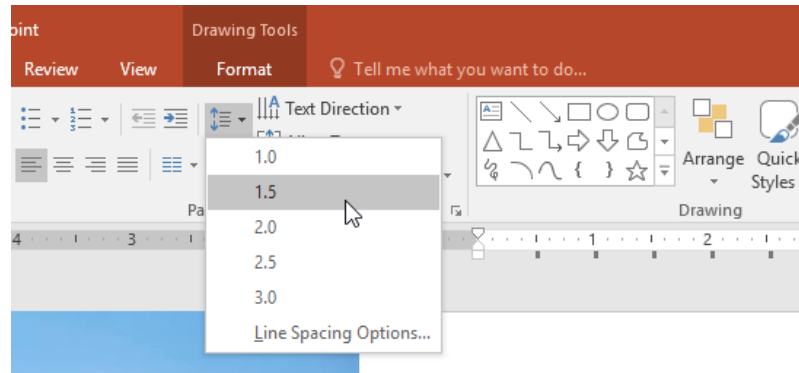 oint
Drawing Tools
Review View Format Tell me what you want to do...
Text Direction
1.0
1.5
2.0
2.5
3.0
Line Spacing Options...
Arrange
Quick
Styles
Pa
Drawing
4 3 1 2